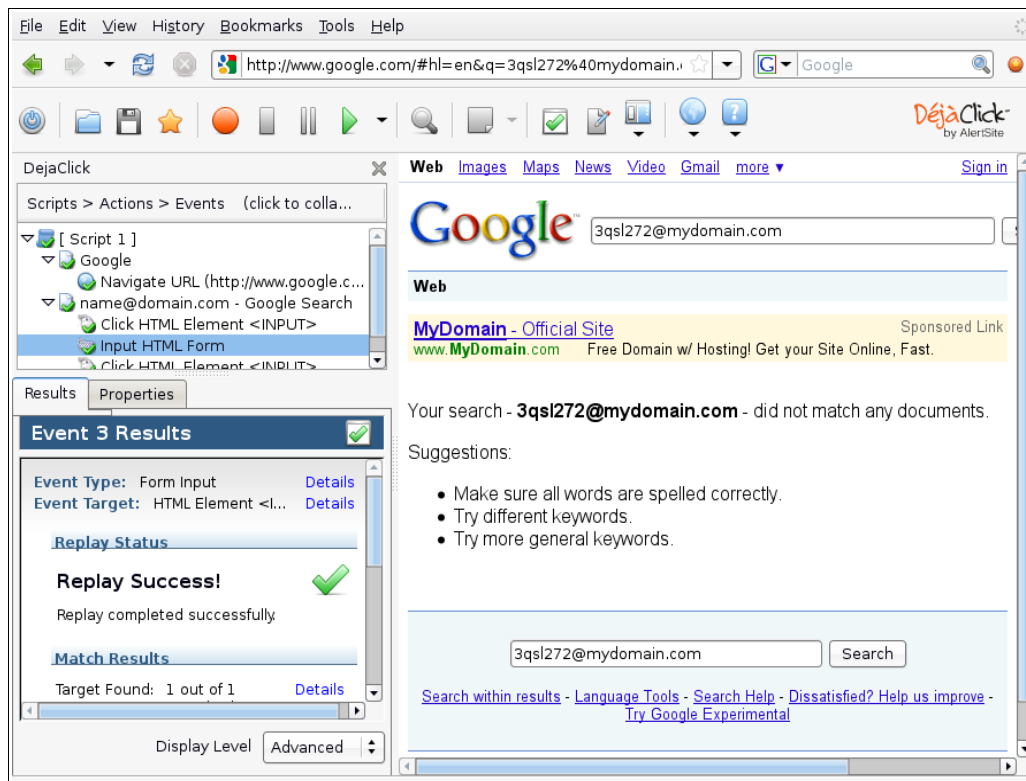 File Edit View History Bookmarks Tools Help
http://www.google.com/#hl=en&q=3qsl272%40mydomain. G Google
DéjàClick
by AlertSite
DejaClick
Scripts > Actions > Events (click to colla...
[ Script 1 ]
Google
Navigate URL (http://www.google.c...
name@domain.com - Google Search
Click HTML Element <INPUT>
Input HTML Form
Click HTML Element <INPUT>
Results Properties
Event 3 Results
Event Type: Form Input Details
Event Target: HTML Element <I... Details
Replay Status
Replay Success!
Replay completed successfully.
Match Results
Target Found: 1 out of 1 Details
Display Level Advanced
Web Images Maps News Video Gmail more ▼ Sign in
Google™ 3qsl272@mydomain.com
Web
MyDomain - Official Site Sponsored Link
www.MyDomain.com Free Domain w/ Hosting! Get your Site Online, Fast.
Your search - 3qsl272@mydomain.com - did not match any documents.
Suggestions:
• Make sure all words are spelled correctly.
• Try different keywords.
• Try more general keywords.
3qsl272@mydomain.com Search
Search within results - Language Tools - Search Help - Dissatisfied? Help us improve -
Try Google Experimental